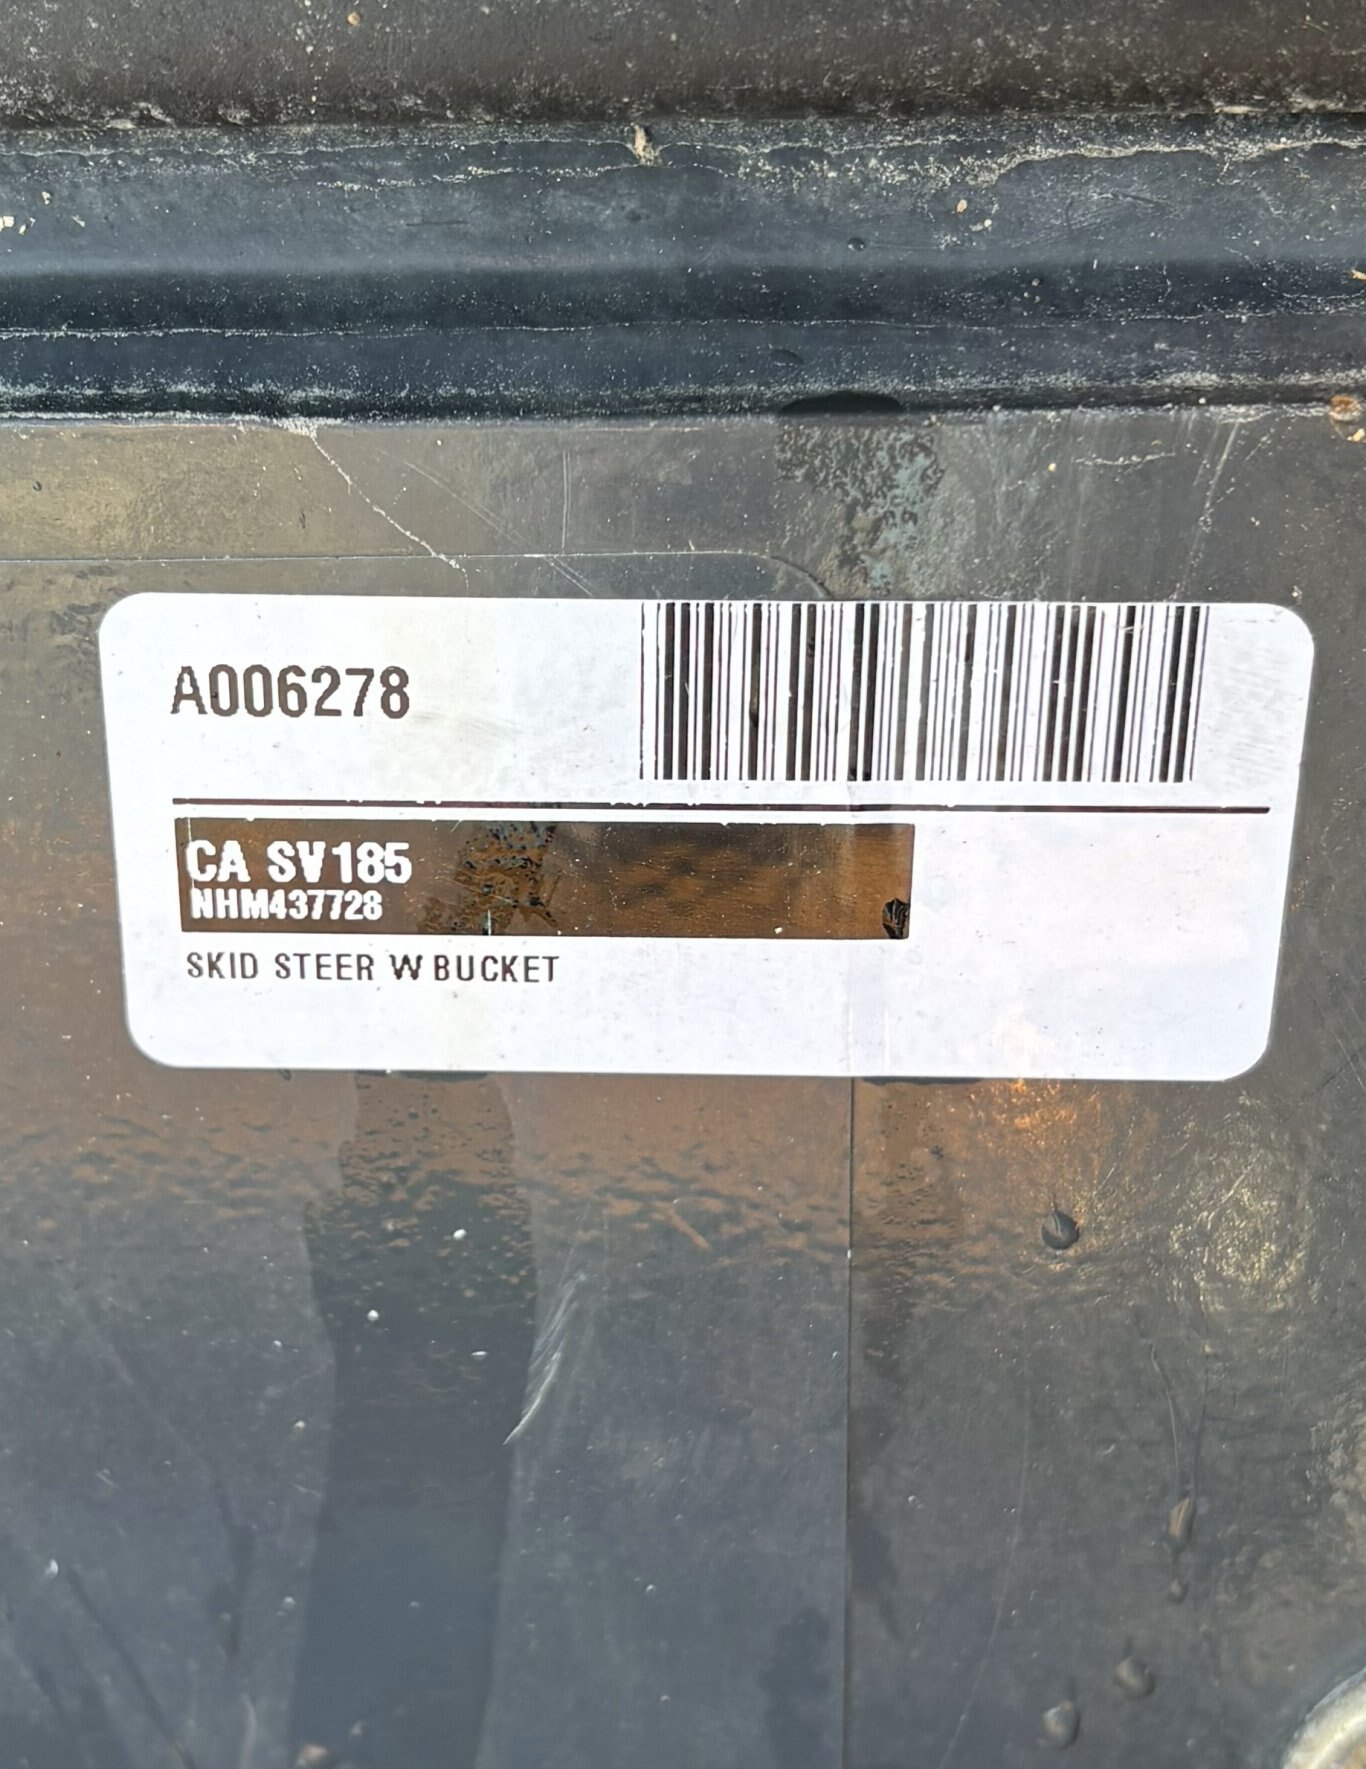 A006278
CA SV185
NHM437728
SKID STEER W BUCKET